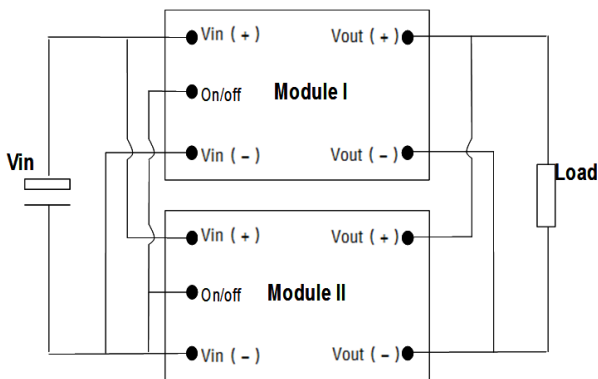 Vin ( + ) Vout ( + )
On/off Module I
Vin ( − ) Vout ( − )
Vin Load
Vin ( + ) Vout ( + )
On/off Module II
Vin ( − ) Vout ( − )